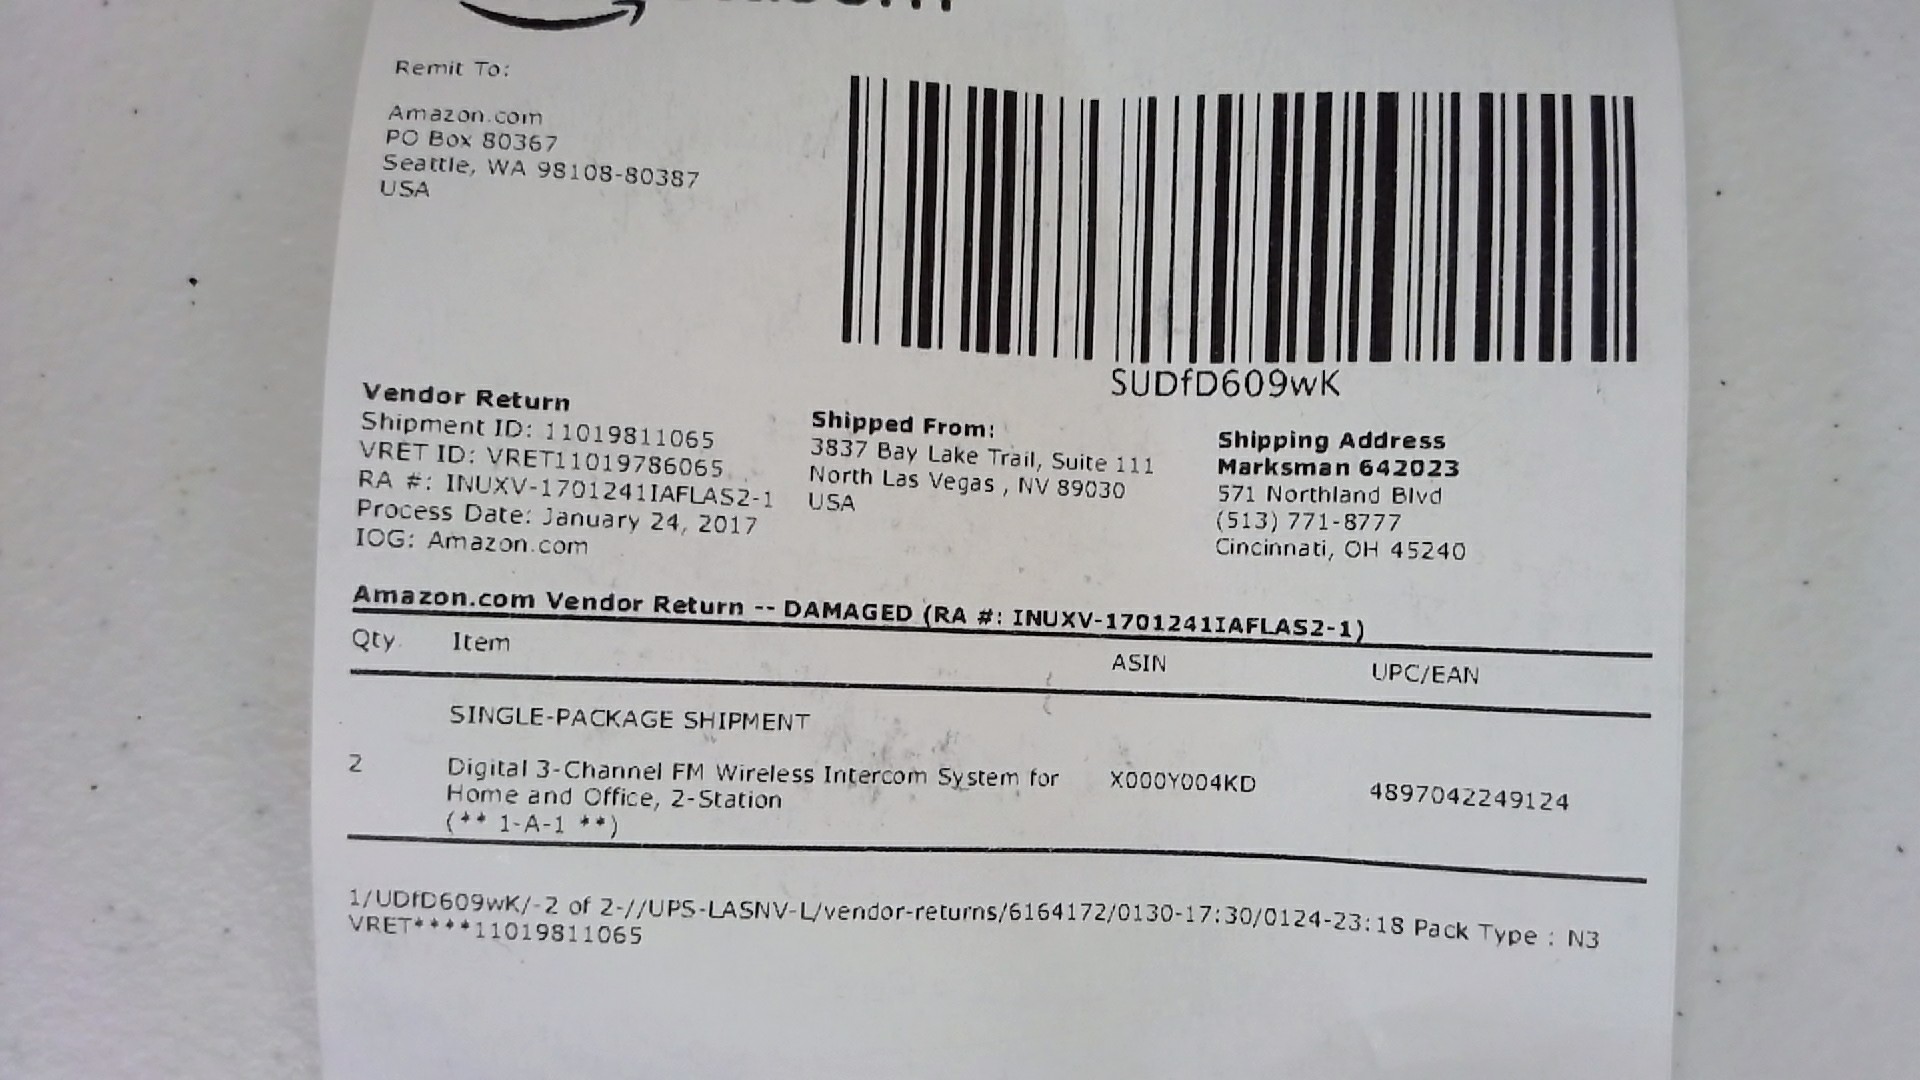 Remit To:
Amazon.com
PO Box 80367
Seattle, WA 98108-80387
USA
SUDfD609wK
Vendor Return
Shipment ID: 11019811065
VRET ID: VRET11019786065
RA #: INUXV-1701241IAFLAS2-1
Process Date: January 24, 2017
IOG: Amazon.com
Shipped From:
3837 Bay Lake Trail, Suite 111
North Las Vegas , NV 89030
USA
Shipping Address
Marksman 642023
571 Northland Blvd
(513) 771-8777
Cincinnati, OH 45240
Amazon.com Vendor Return -- DAMAGED (RA #: INUXV-1701241IAFLAS2-1)
Qty Item ASIN UPC/EAN
SINGLE-PACKAGE SHIPMENT
2 Digital 3-Channel FM Wireless Intercom System for X000Y004KD 4897042249124
Home and Office, 2-Station
(** 1-A-1 **)
1/UDfD609wK/-2 of 2-//UPS-LASNV-L/vendor-returns/6164172/0130-17:30/0124-23:18 Pack Type : N3
VRET****11019811065